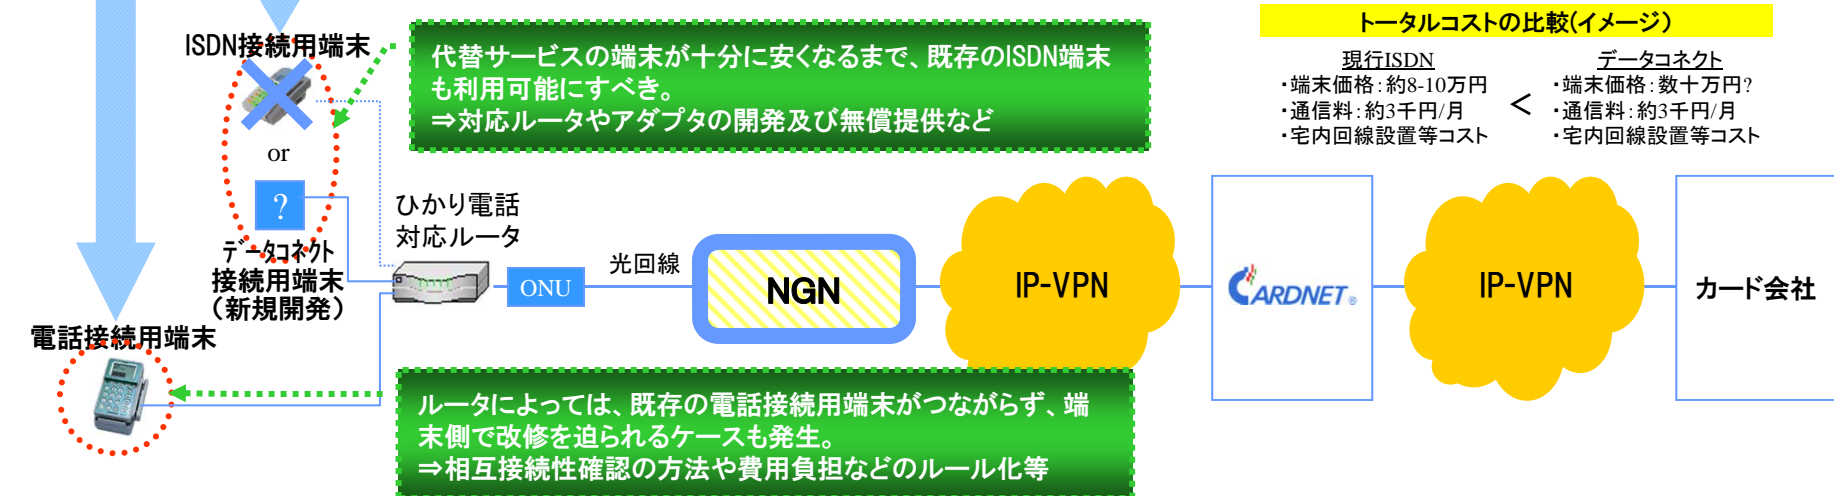 ISDN接続用端末
or
?
データコネクト
接続用端末
（新規開発）
電話接続用端末
代替サービスの端末が十分に安くなるまで、既存のISDN端末
も利用可能にすべき。
⇒対応ルータやアダプタの開発及び無償提供など
トータルコストの比較(イメージ)
現行ISDN
・端末価格：約8-10万円
・通信料：約3千円/月
・宅内回線設置等コスト
＜
データコネクト
・端末価格：数十万円?
・通信料：約3千円/月
・宅内回線設置等コスト
ひかり電話
対応ルータ
ONU
光回線
NGN
IP-VPN
CARDNET®
IP-VPN
カード会社
ルータによっては、既存の電話接続用端末がつながらず、端
末側で改修を迫られるケースも発生。
⇒相互接続性確認の方法や費用負担などのルール化等